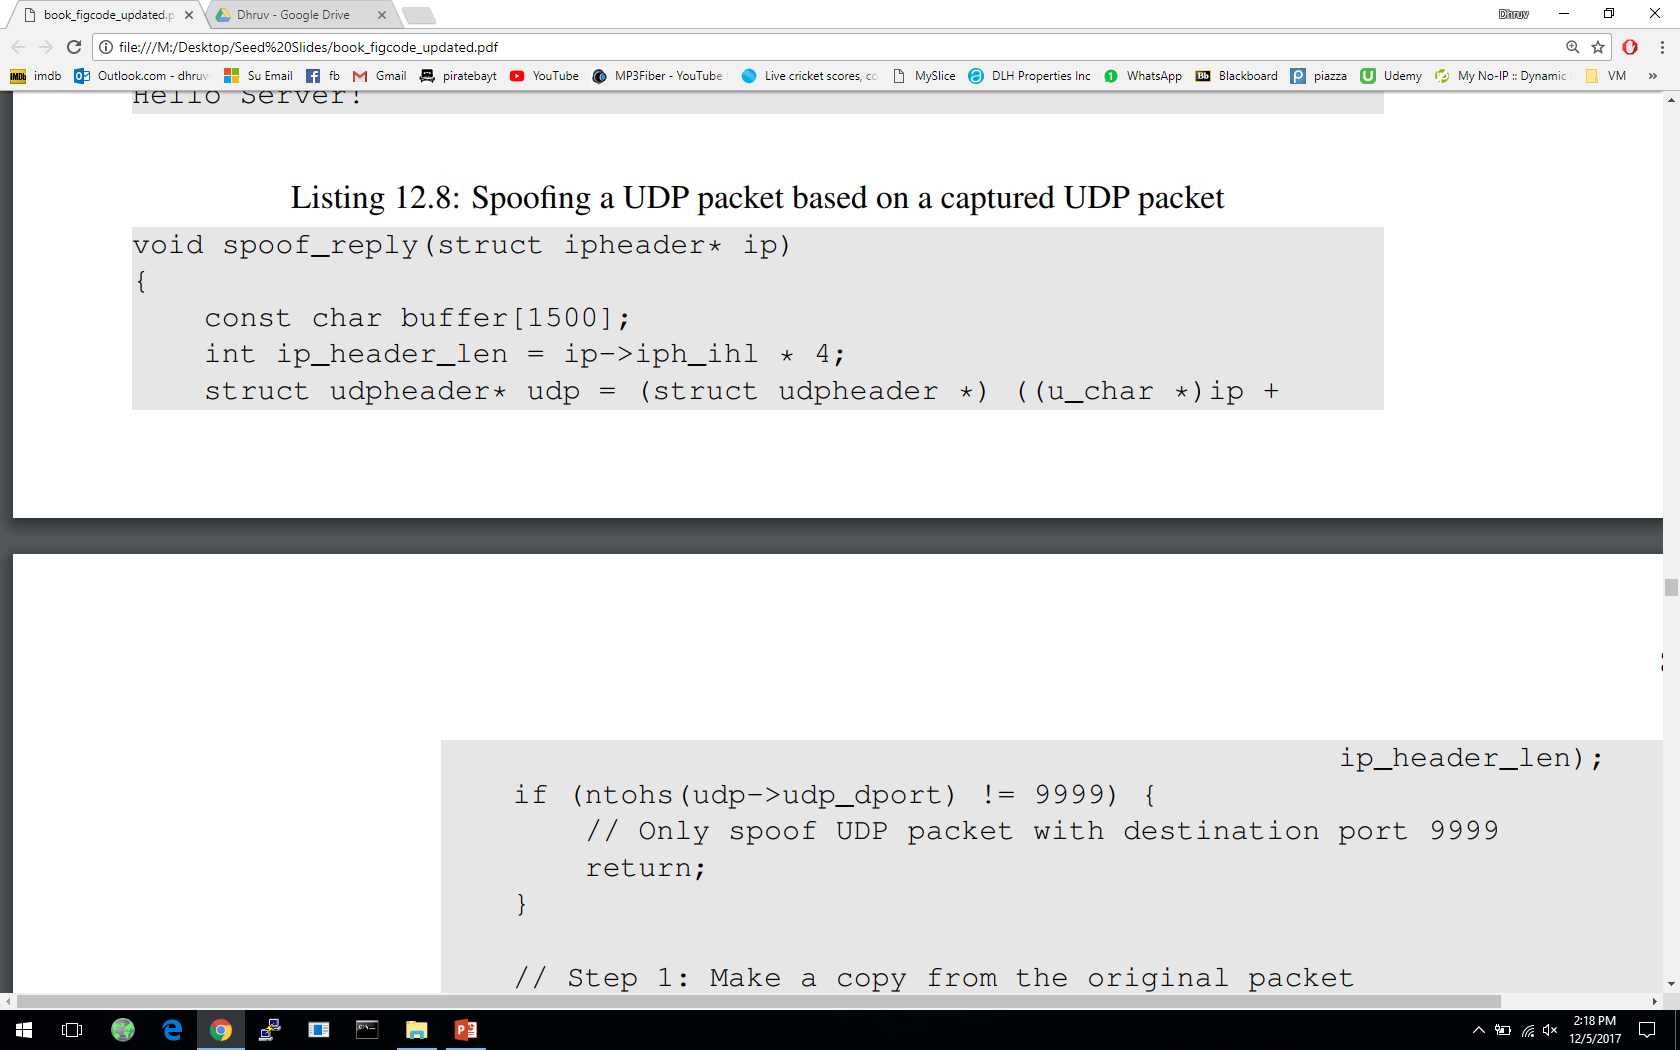 book_figcode_updated.p
Dhruv - Google Drive
Dhruv
file:///M:/Desktop/Seed%20Slides/book_figcode_updated.pdf
imdb Outlook.com - dhruv Su Email fb Gmail piratebayt YouTube MP3Fiber - YouTube Live cricket scores, co MySlice DLH Properties Inc WhatsApp Blackboard piazza Udemy My No-IP :: Dynamic VM »
Hello Server!
Listing 12.8: Spoofing a UDP packet based on a captured UDP packet
void spoof_reply(struct ipheader* ip)
{
    const char buffer[1500];
    int ip_header_len = ip->iph_ihl * 4;
    struct udpheader* udp = (struct udpheader *) ((u_char *)ip +
ip_header_len);
    if (ntohs(udp->udp_dport) != 9999) {
        // Only spoof UDP packet with destination port 9999
        return;
    }
    // Step 1: Make a copy from the original packet
2:18 PM
12/5/2017